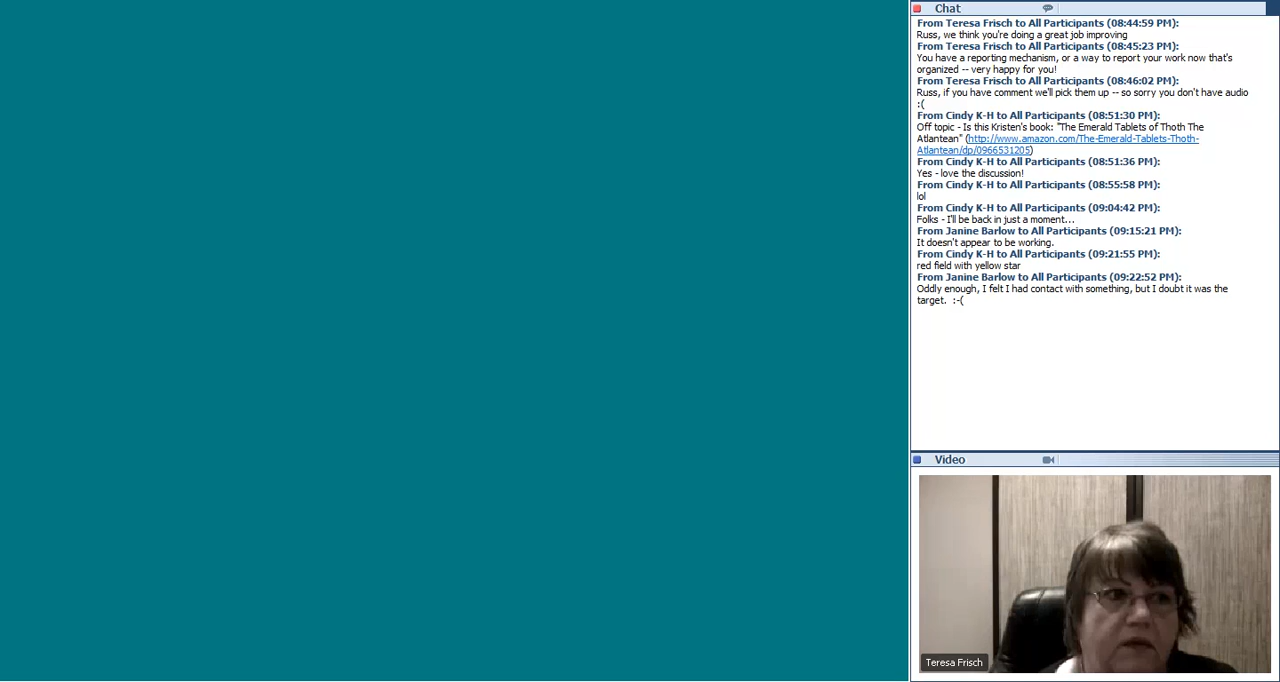 Chat
From Teresa Frisch to All Participants (08:44:59 PM):
Russ, we think you're doing a great job improving
From Teresa Frisch to All Participants (08:45:23 PM):
You have a reporting mechanism, or a way to report your work now that's
organized -- very happy for you!
From Teresa Frisch to All Participants (08:46:02 PM):
Russ, if you have comment we'll pick them up -- so sorry you don't have audio
:(
From Cindy K-H to All Participants (08:51:30 PM):
Off topic - Is this Kristen's book: "The Emerald Tablets of Thoth The
Atlantean" (http://www.amazon.com/The-Emerald-Tablets-Thoth-
Atlantean/dp/0966531205)
From Cindy K-H to All Participants (08:51:36 PM):
Yes - love the discussion!
From Cindy K-H to All Participants (08:55:58 PM):
lol
From Cindy K-H to All Participants (09:04:42 PM):
Folks - I'll be back in just a moment...
From Janine Barlow to All Participants (09:15:21 PM):
It doesn't appear to be working.
From Cindy K-H to All Participants (09:21:55 PM):
red field with yellow star
From Janine Barlow to All Participants (09:22:52 PM):
Oddly enough, I felt I had contact with something, but I doubt it was the
target.  :-(
Video
Teresa Frisch